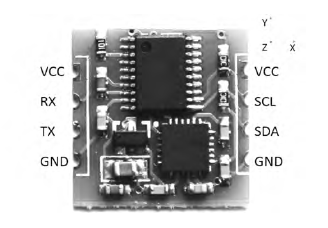 Y
Z X
VCC VCC
RX SCL
TX SDA
GND GND